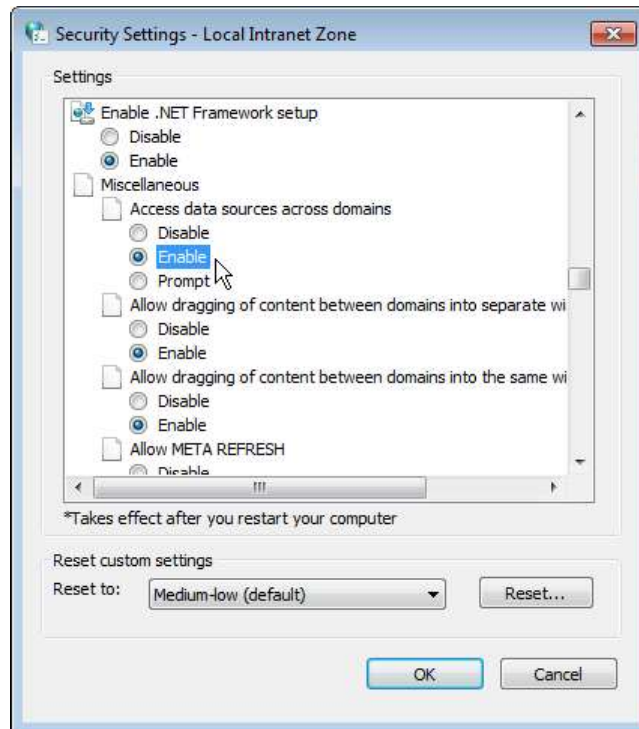 Security Settings - Local Intranet Zone
Settings
Enable .NET Framework setup
Disable
Enable
Miscellaneous
Access data sources across domains
Disable
Enable
Prompt
Allow dragging of content between domains into separate wi
Disable
Enable
Allow dragging of content between domains into the same wi
Disable
Enable
Allow META REFRESH
Disable
*Takes effect after you restart your computer
Reset custom settings
Reset to:
Medium-low (default)
Reset...
OK
Cancel